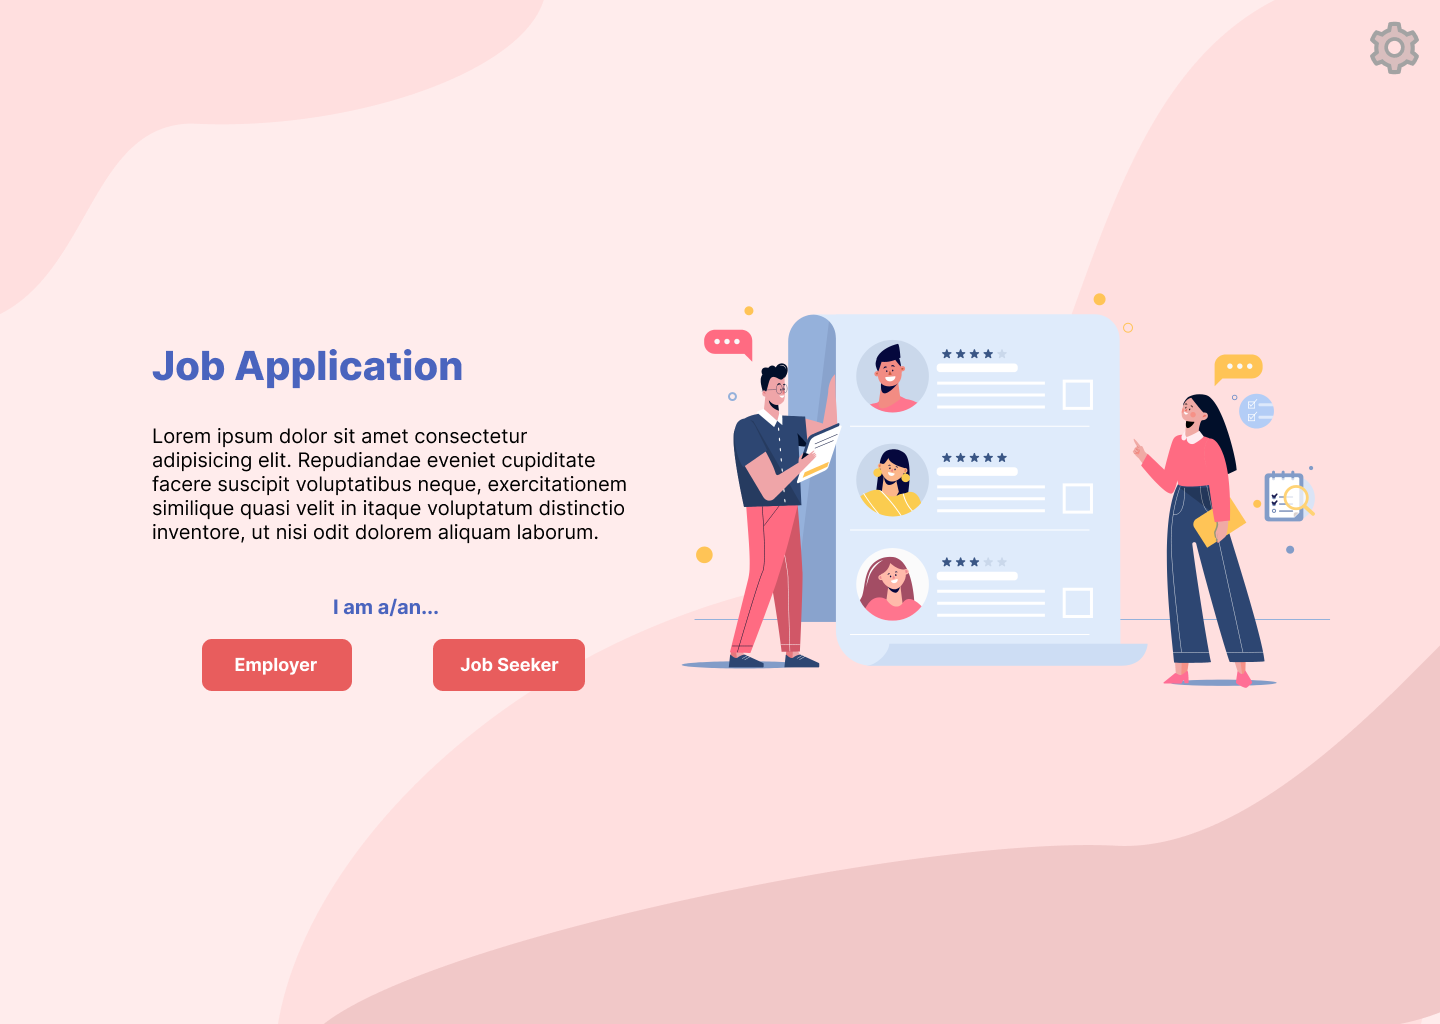 Job Application
Lorem ipsum dolor sit amet consectetur
adipisicing elit. Repudiandae eveniet cupiditate
facere suscipit voluptatibus neque, exercitationem
similique quasi velit in itaque voluptatum distinctio
inventore, ut nisi odit dolorem aliquam laborum.
I am a/an...
Employer
Job Seeker